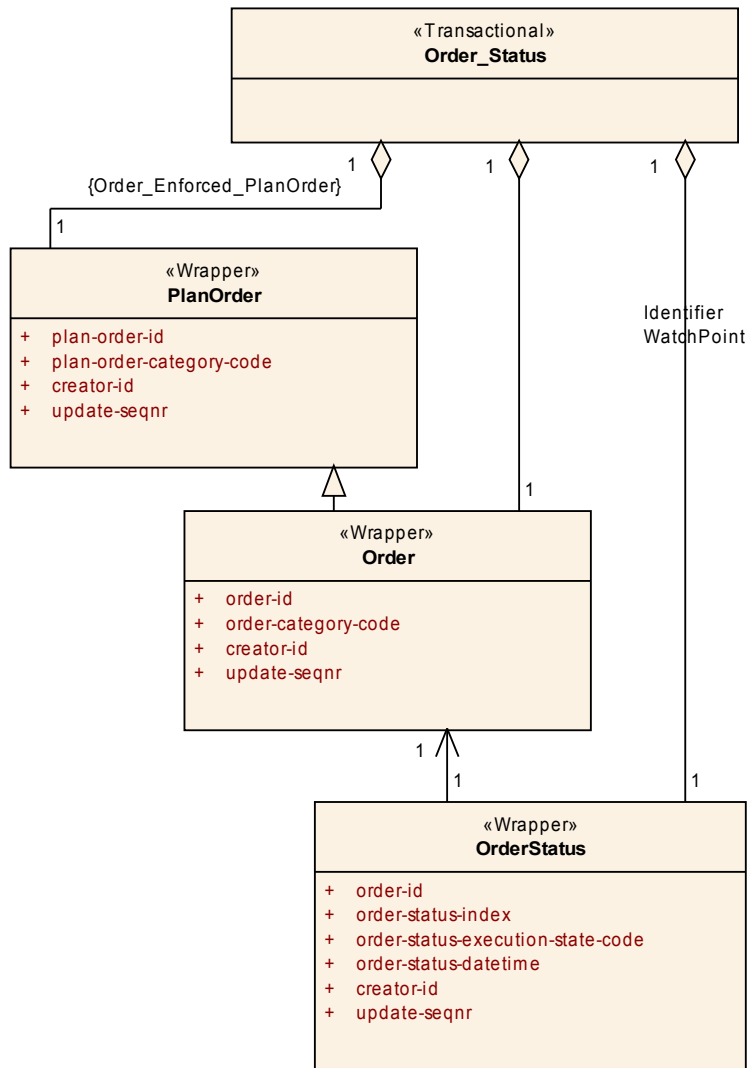 «Transactional»
Order_Status
1
1
1
{Order_Enforced_PlanOrder}
1
«Wrapper»
PlanOrder
+ plan-order-id
+ plan-order-category-code
+ creator-id
+ update-seqnr
Identifier
WatchPoint
1
«Wrapper»
Order
+ order-id
+ order-category-code
+ creator-id
+ update-seqnr
1
1
1
«Wrapper»
OrderStatus
+ order-id
+ order-status-index
+ order-status-execution-state-code
+ order-status-datetime
+ creator-id
+ update-seqnr